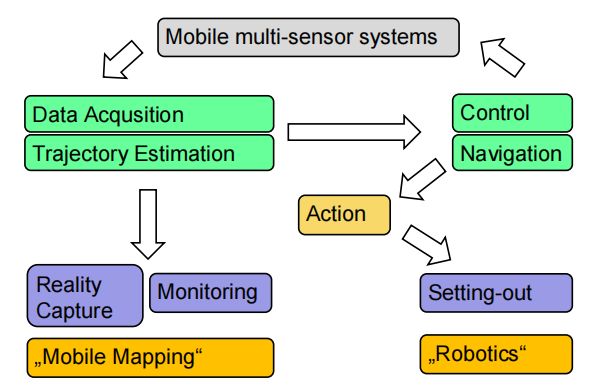 Mobile multi-sensor systems
Data Acqusition
Trajectory Estimation
Control
Navigation
Action
Reality
Capture
Monitoring
Setting-out
„Mobile Mapping“
„Robotics“